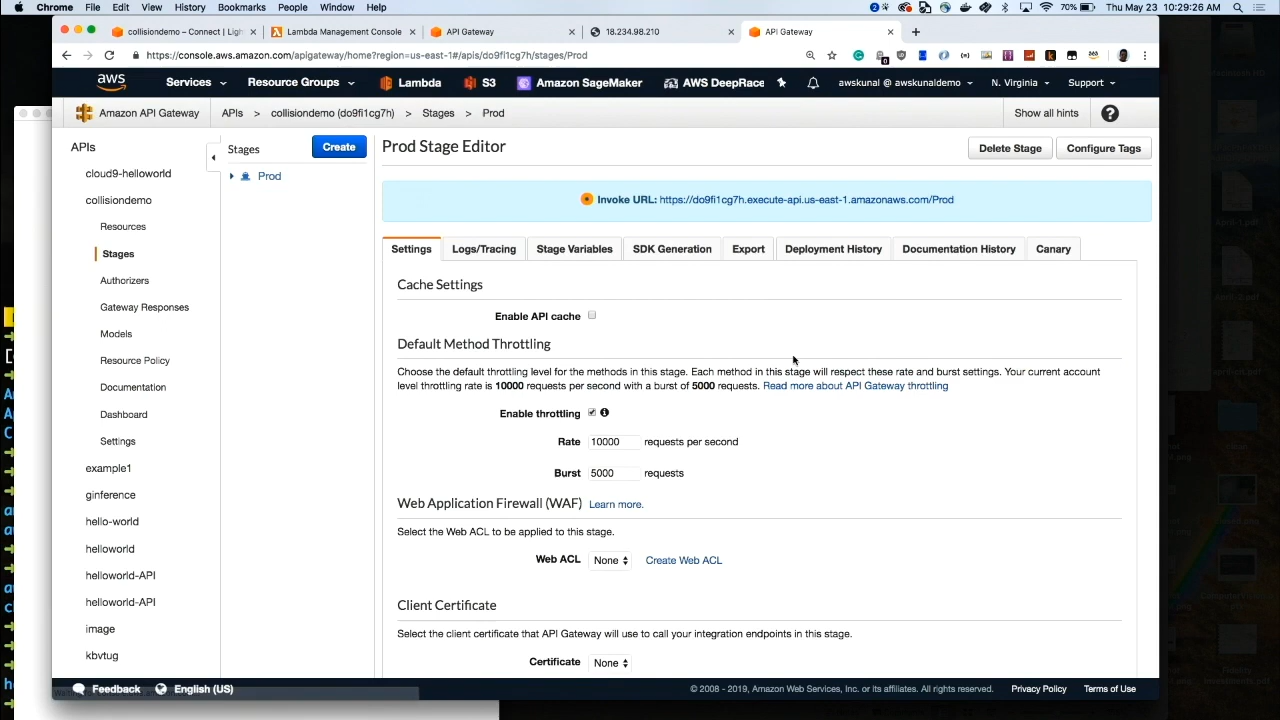 Chrome File Edit View History Bookmarks People Window Help 2 70% Thu May 23 10:29:26 AM
collisiondemo – Connect | Ligh Lambda Management Console API Gateway 18.234.98.210 API Gateway
https://console.aws.amazon.com/apigateway/home?region=us-east-1#/apis/do9fi1cg7h/stages/Prod
aws Services Resource Groups Lambda S3 Amazon SageMaker AWS DeepRace awskunal @ awskunaldemo N. Virginia Support
Amazon API Gateway APIs > collisiondemo (do9fi1cg7h) > Stages > Prod Show all hints ?
APIs
cloud9-helloworld
collisiondemo
Resources
Stages
Authorizers
Gateway Responses
Models
Resource Policy
Documentation
Dashboard
Settings
example1
ginference
hello-world
helloworld
helloworld-API
helloworld-API
image
kbvtug
Stages Create
Prod
Prod Stage Editor Delete Stage Configure Tags
Invoke URL: https://do9fi1cg7h.execute-api.us-east-1.amazonaws.com/Prod
Settings Logs/Tracing Stage Variables SDK Generation Export Deployment History Documentation History Canary
Cache Settings
Enable API cache
Default Method Throttling
Choose the default throttling level for the methods in this stage. Each method in this stage will respect these rate and burst settings. Your current account
level throttling rate is 10000 requests per second with a burst of 5000 requests. Read more about API Gateway throttling
Enable throttling
Rate 10000 requests per second
Burst 5000 requests
Web Application Firewall (WAF) Learn more.
Select the Web ACL to be applied to this stage.
Web ACL None Create Web ACL
Client Certificate
Select the client certificate that API Gateway will use to call your integration endpoints in this stage.
Certificate None
Feedback English (US) © 2008 - 2019, Amazon Web Services, Inc. or its affiliates. All rights reserved. Privacy Policy Terms of Use